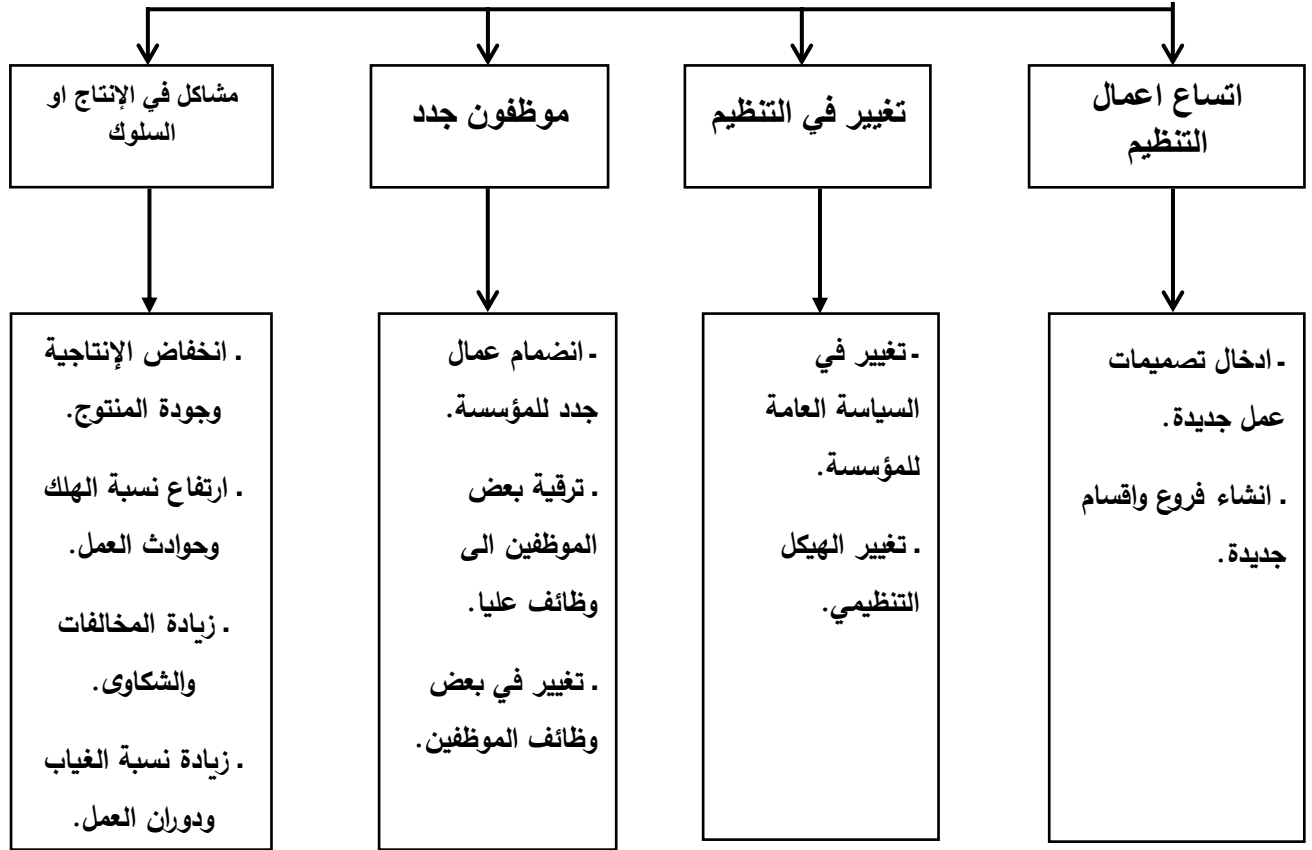 اتساع اعمال
التنظيم
تغيير في التنظيم
موظفون جدد
مشاكل في الإنتاج او
السلوك
- ادخال تصميمات
عمل جديدة.
. انشاء فروع واقسام
جديدة.
- تغيير في
السياسة العامة
للمؤسسة.
. تغيير الهيكل
التنظيمي.
- انضمام عمال
جدد للمؤسسة.
. ترقية بعض
الموظفين الى
وظائف عليا.
. تغيير في بعض
وظائف الموظفين.
. انخفاض الإنتاجية
وجودة المنتوج.
. ارتفاع نسبة الهلك
وحوادث العمل.
. زيادة المخالفات
والشكاوى.
. زيادة نسبة الغياب
ودوران العمل.